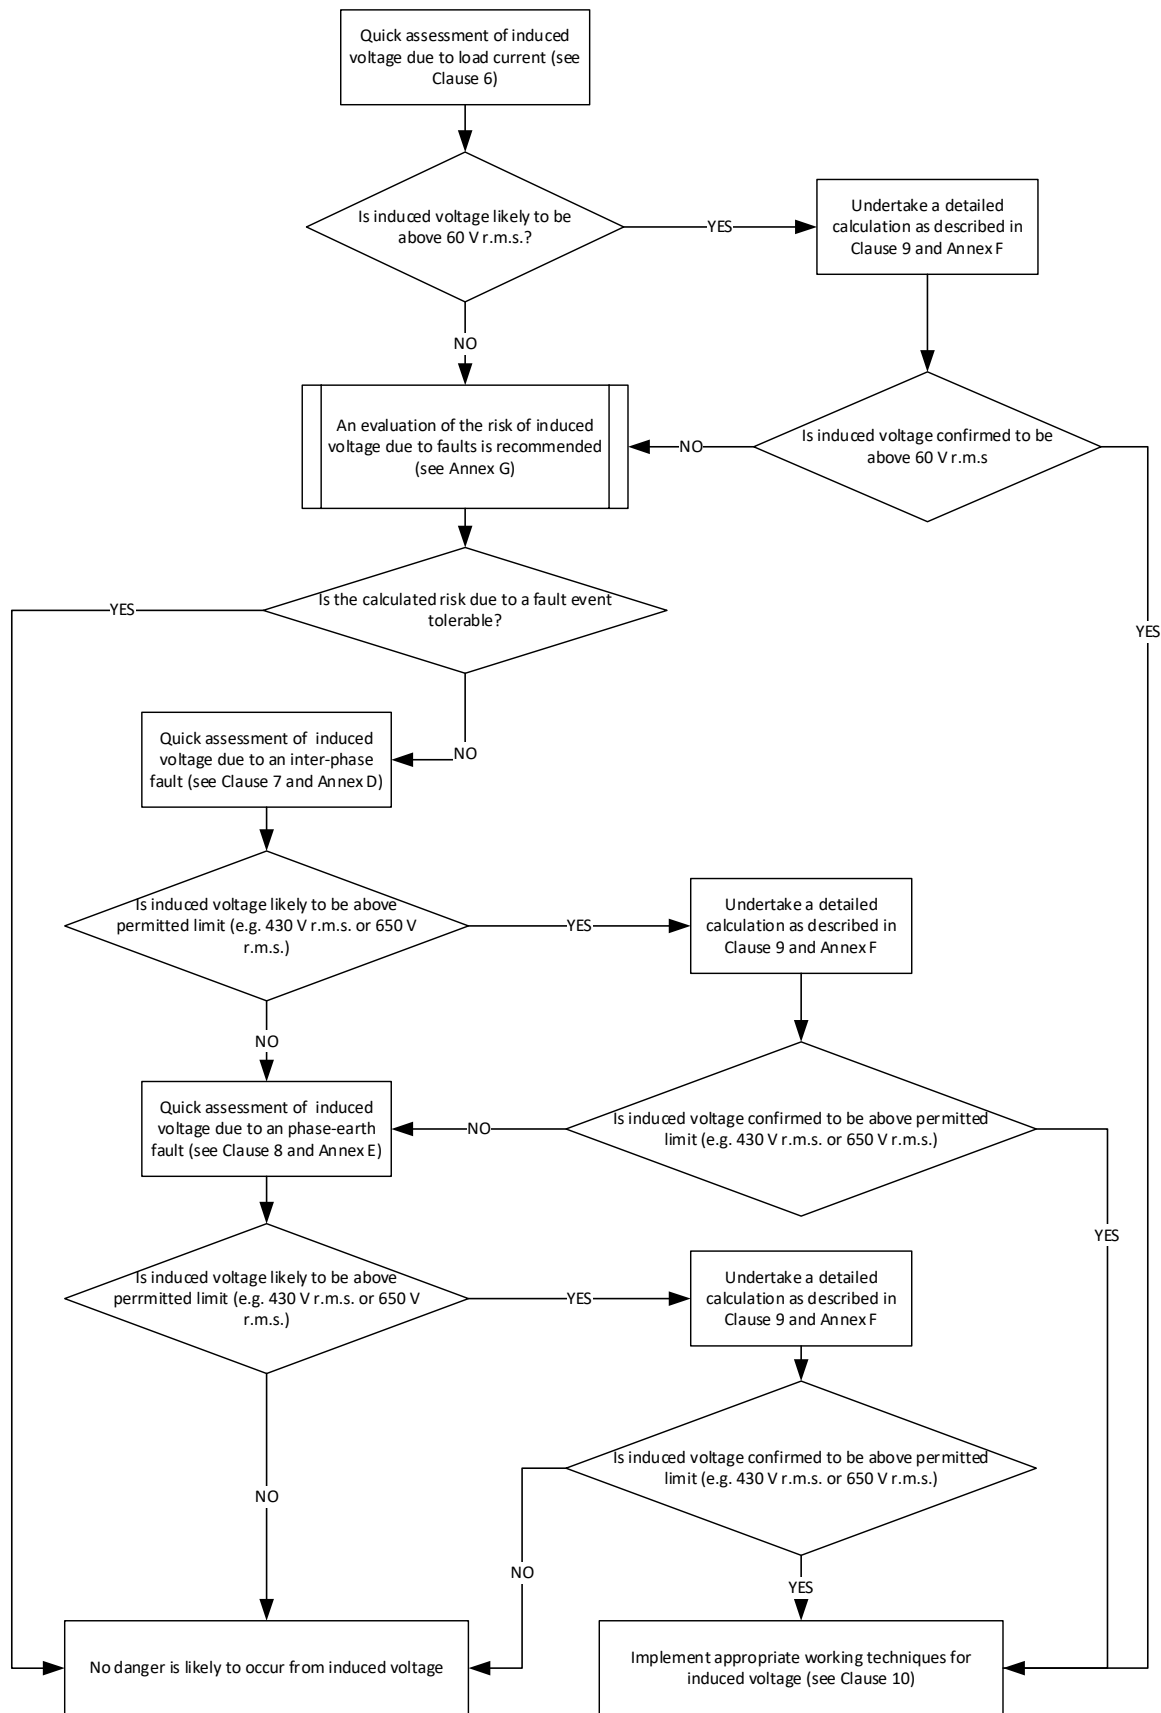 Quick assessment of induced
voltage due to load current (see
Clause 6)
Is induced voltage likely to be
above 60 V r.m.s.?
YES
Undertake a detailed
calculation as described in
Clause 9 and Annex F
NO
An evaluation of the risk of induced
voltage due to faults is recommended
(see Annex G)
NO
Is induced voltage confirmed to be
above 60 V r.m.s
YES
Is the calculated risk due to a fault event
tolerable?
YES
NO
Quick assessment of induced
voltage due to an inter-phase
fault (see Clause 7 and Annex D)
Is induced voltage likely to be above
permitted limit (e.g. 430 V r.m.s. or 650 V
r.m.s.)
YES
Undertake a detailed
calculation as described in
Clause 9 and Annex F
NO
Quick assessment of induced
voltage due to an phase-earth
fault (see Clause 8 and Annex E)
NO
Is induced voltage confirmed to be above permitted
limit (e.g. 430 V r.m.s. or 650 V r.m.s.)
YES
Is induced voltage likely to be above
perrmitted limit (e.g. 430 V r.m.s. or 650 V
r.m.s.)
YES
Undertake a detailed
calculation as described in
Clause 9 and Annex F
Is induced voltage confirmed to be above permitted
limit (e.g. 430 V r.m.s. or 650 V r.m.s.)
NO
NO
YES
No danger is likely to occur from induced voltage
Implement appropriate working techniques for
induced voltage (see Clause 10)